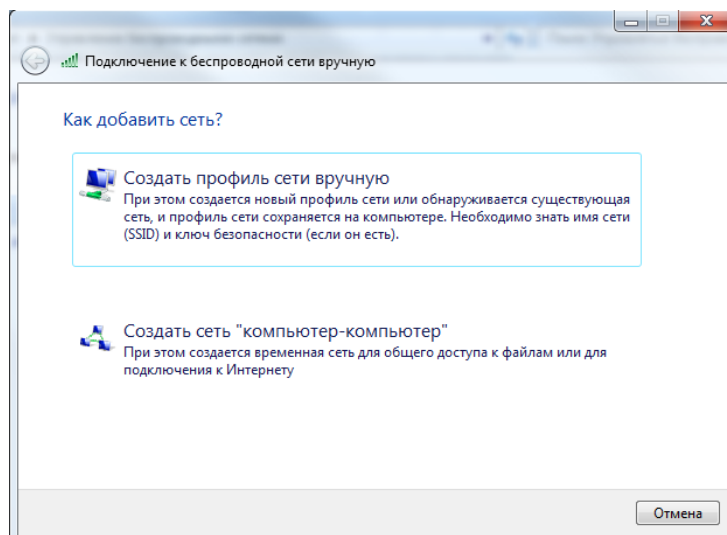 Подключение к беспроводной сети вручную
Как добавить сеть?
Создать профиль сети вручную
При этом создается новый профиль сети или обнаруживается существующая
сеть, и профиль сети сохраняется на компьютере. Необходимо знать имя сети
(SSID) и ключ безопасности (если он есть).
Создать сеть "компьютер-компьютер"
При этом создается временная сеть для общего доступа к файлам или для
подключения к Интернету
Отмена